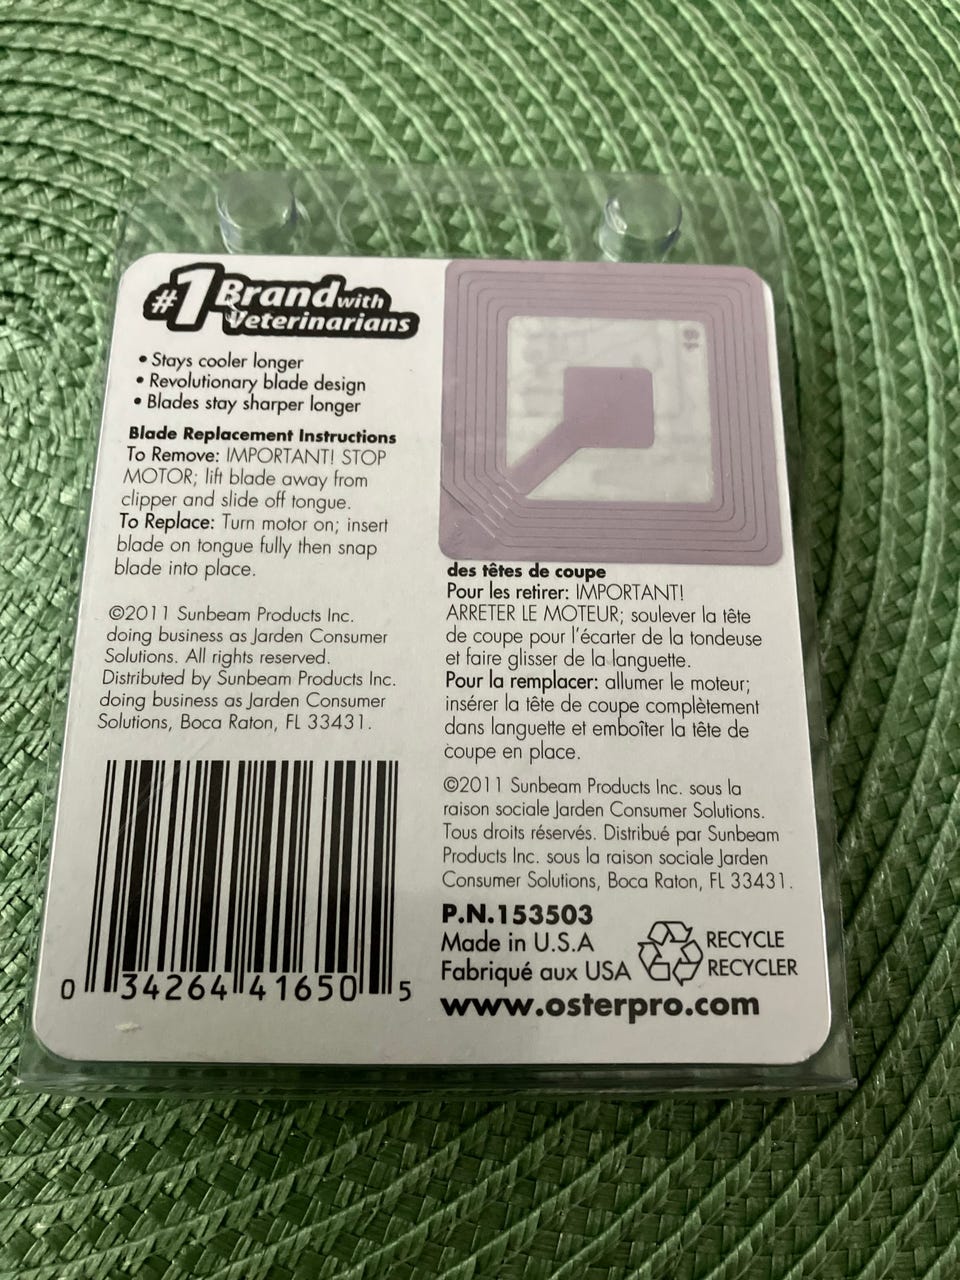 #1 Brand with
Veterinarians
• Stays cooler longer
• Revolutionary blade design
• Blades stay sharper longer
Blade Replacement Instructions
To Remove: IMPORTANT! STOP
MOTOR; lift blade away from
clipper and slide off tongue.
To Replace: Turn motor on; insert
blade on tongue fully then snap
blade into place.
©2011 Sunbeam Products Inc.
doing business as Jarden Consumer
Solutions. All rights reserved.
Distributed by Sunbeam Products Inc.
doing business as Jarden Consumer
Solutions, Boca Raton, FL 33431.
0 34264 41650 5
19
des têtes de coupe
Pour les retirer: IMPORTANT!
ARRETER LE MOTEUR; soulever la tête
de coupe pour l'écarter de la tondeuse
et faire glisser de la languette.
Pour la remplacer: allumer le moteur;
insérer la tête de coupe complètement
dans languette et emboîter la tête de
coupe en place.
©2011 Sunbeam Products Inc. sous la
raison sociale Jarden Consumer Solutions.
Tous droits réservés. Distribué par Sunbeam
Products Inc. sous la raison sociale Jarden
Consumer Solutions, Boca Raton, FL 33431.
P.N.153503
Made in U.S.A
Fabriqué aux USA
RECYCLE
RECYCLER
www.osterpro.com